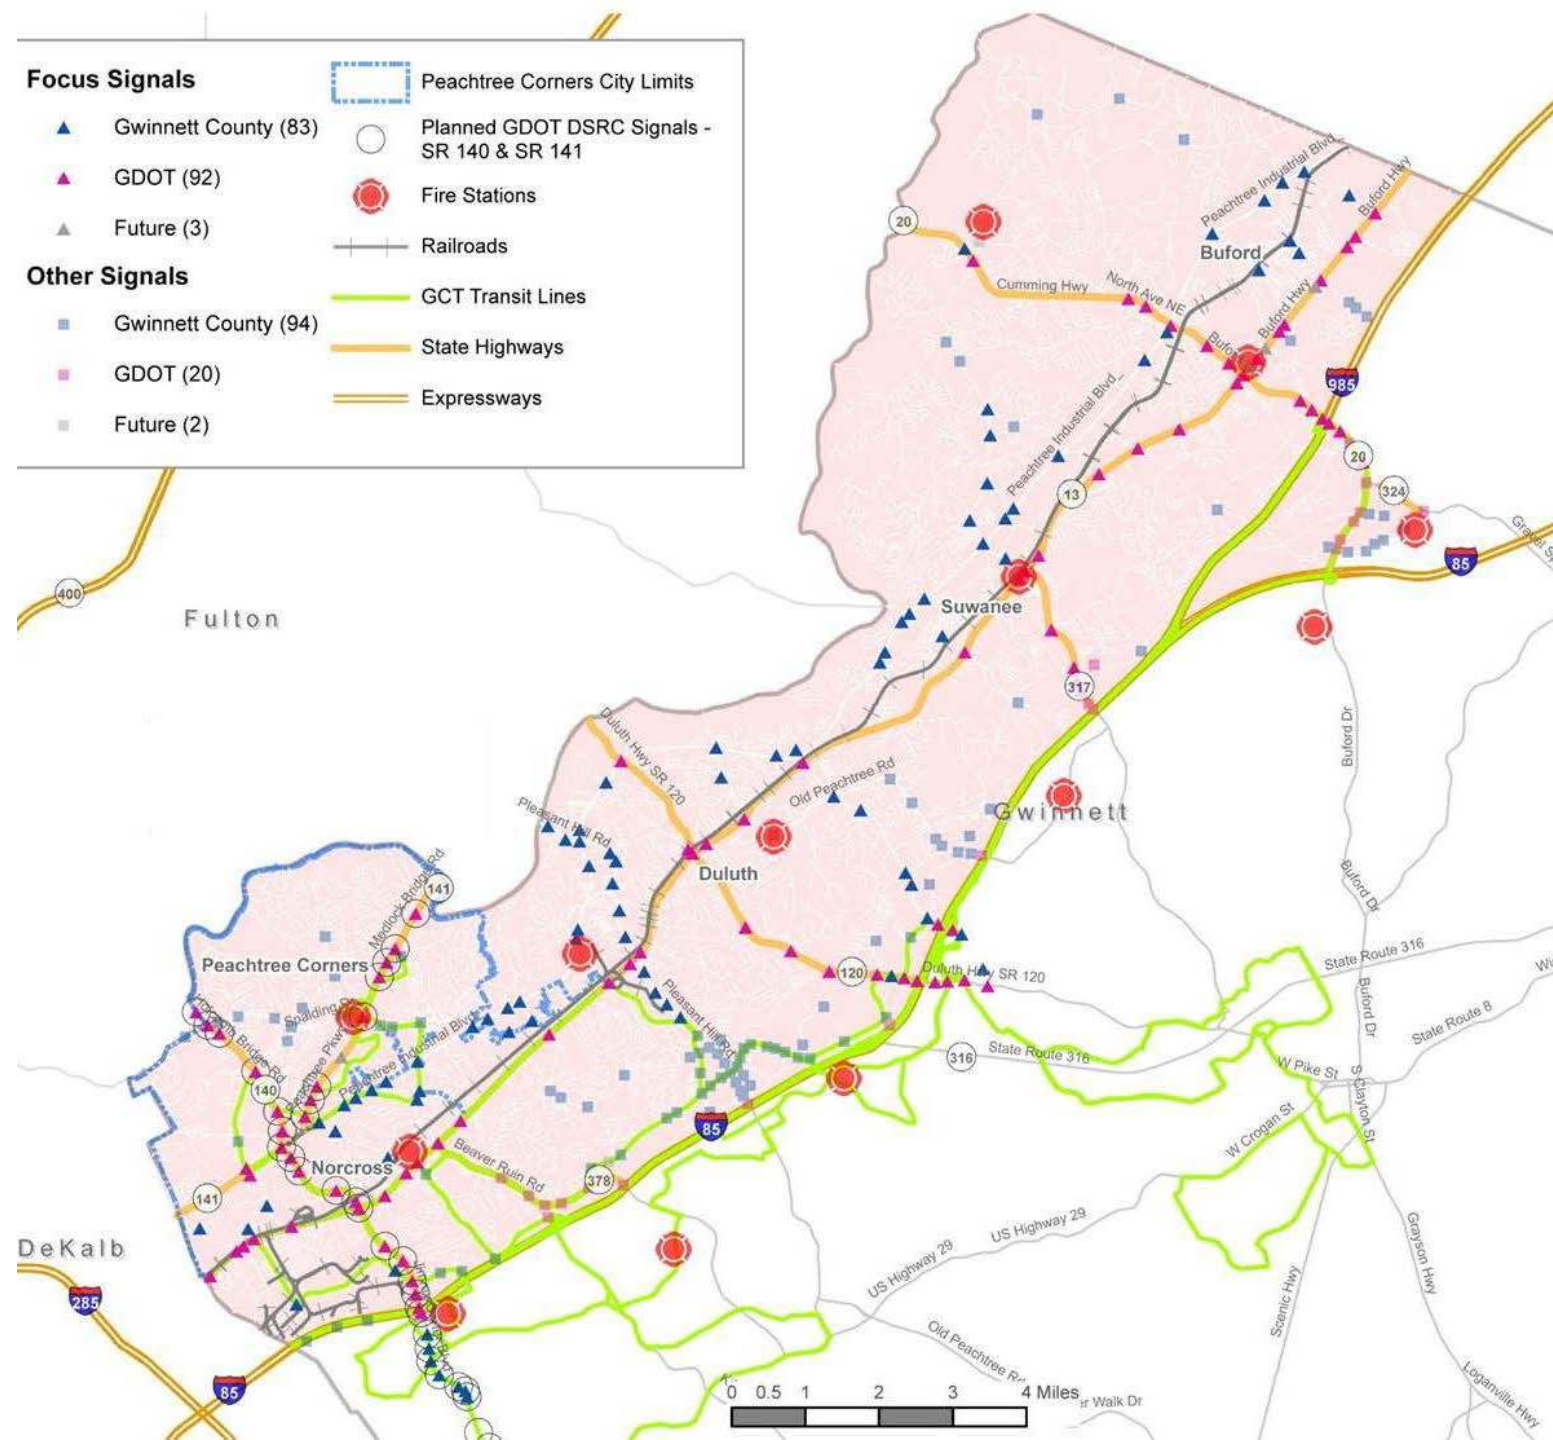 Focus Signals
Gwinnett County (83)
GDOT (92)
Future (3)
Other Signals
Gwinnett County (94)
GDOT (20)
Future (2)
Peachtree Corners City Limits
Planned GDOT DSRC Signals -
SR 140 & SR 141
Fire Stations
Railroads
GCT Transit Lines
State Highways
Expressways
Peachtree Industrial Blvd
Buford Hwy
20
Buford
Cumming Hwy
North Ave NE
Buford Hwy
985
Peachtree Industrial Blvd
20
13
324
85
400
Fulton
Suwanee
317
Duluth Hwy SR 120
Buford Dr
Old Peachtree Rd
Pleasant Hill Rd
Gwinnett
Duluth
Medlock Bridge Rd
141
Buford Dr
Peachtree Corners
State Route 316
120
Duluth Hwy SR 120
Pleasant Hill Rd
Buford Dr
Spalding
State Route 8
Peachtree Industrial Blvd
316
State Route 316
W Pike St
140
85
S Clayton St
W Crogan St
Norcross
Beaver Ruin Rd
378
141
US Highway 29
DeKalb
US Highway 29
Grayson Hwy
285
Scenic Hwy
Old Peachtree Rd
85
Loganville Hwy
0 0.5 1 2 3 4 Miles
Walk Dr